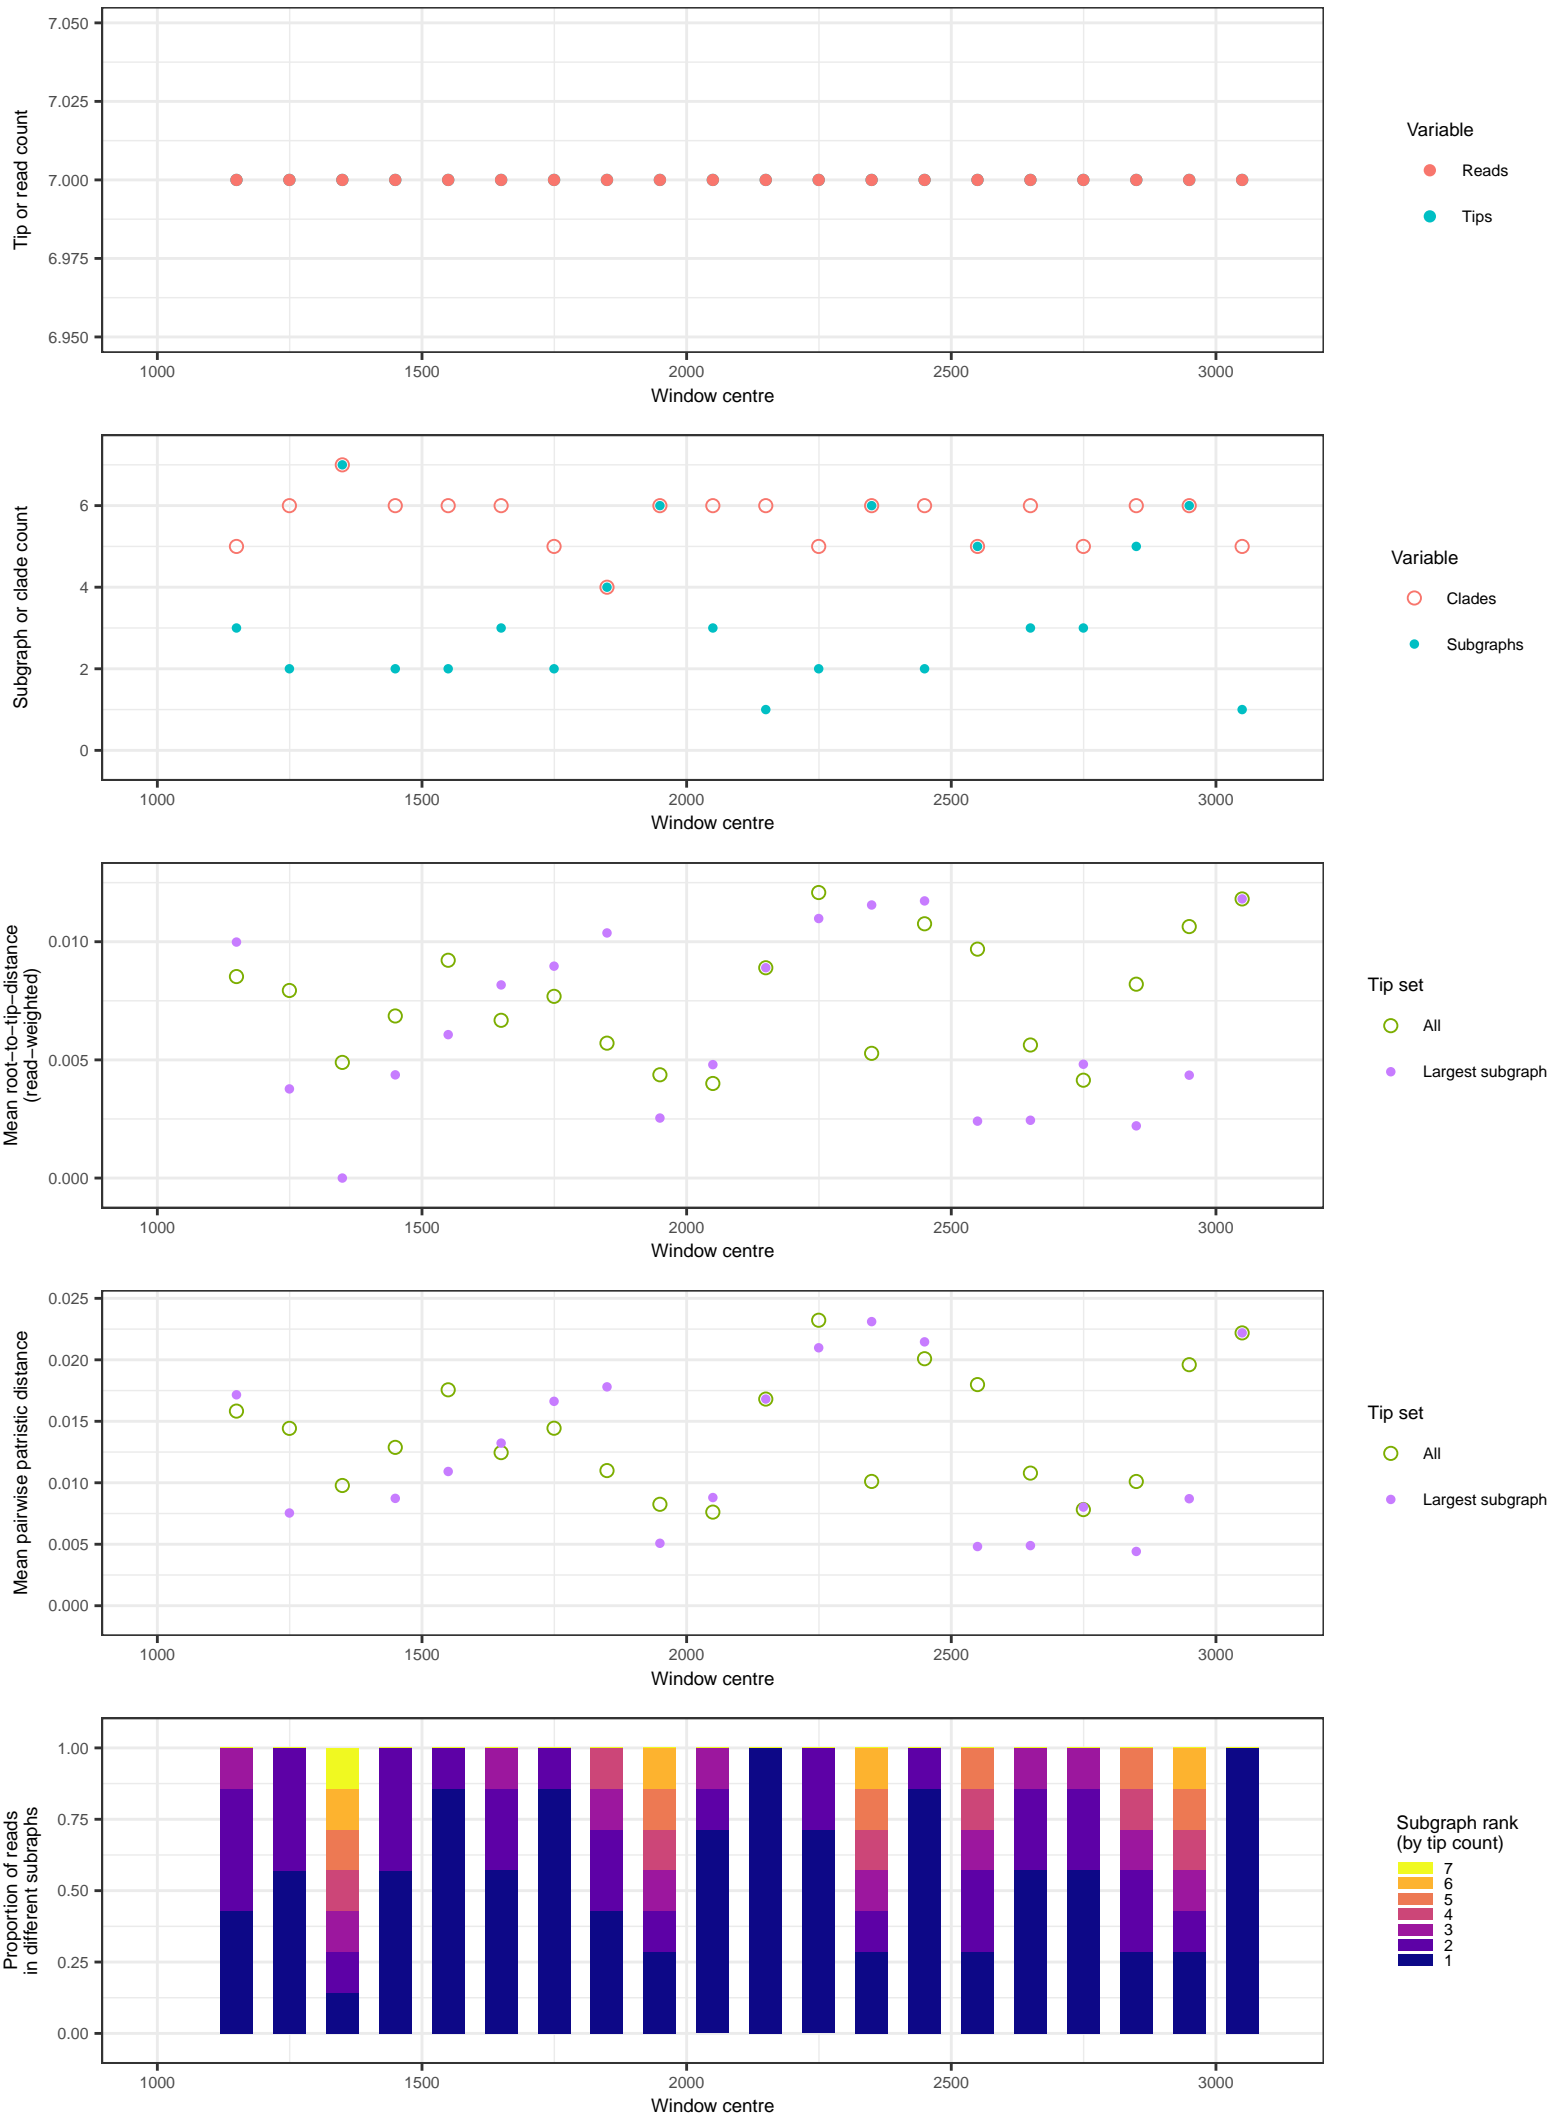 7.050
7.025
7.000
6.975
6.950
Tip or read count
1000 1500 2000 2500 3000
Window centre
Variable
Reads
Tips
6
4
2
0
Subgraph or clade count
1000 1500 2000 2500 3000
Window centre
Variable
Clades
Subgraphs
0.010
0.005
0.000
Mean root−to−tip−distance
(read−weighted)
1000 1500 2000 2500 3000
Window centre
Tip set
All
Largest subgraph
0.025
0.020
0.015
0.010
0.005
0.000
Mean pairwise patristic distance
1000 1500 2000 2500 3000
Window centre
Tip set
All
Largest subgraph
1.00
0.75
0.50
0.25
0.00
Proportion of reads
in different subraphs
1000 1500 2000 2500 3000
Window centre
Subgraph rank
(by tip count)
7
6
5
4
3
2
1